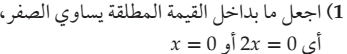 1) اجعل ما بداخل القيمة المطلقة يساوي الصفر،
أي 2x = 0 أو x = 0